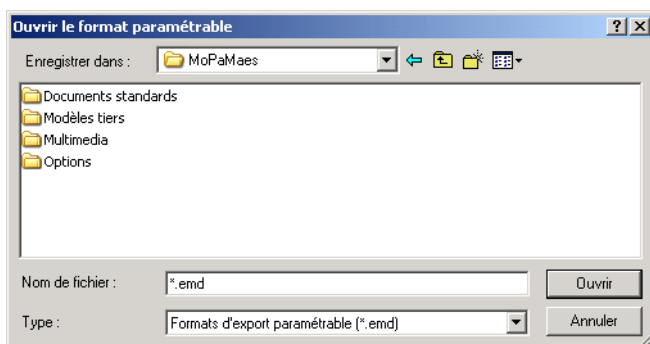 Ouvrir le format paramétrable
Enregistrer dans :
MoPaMaes
Documents standards
Modèles tiers
Multimedia
Options
Nom de fichier :
*.emd
Ouvrir
Type :
Formats d'export paramétrable (*.emd)
Annuler